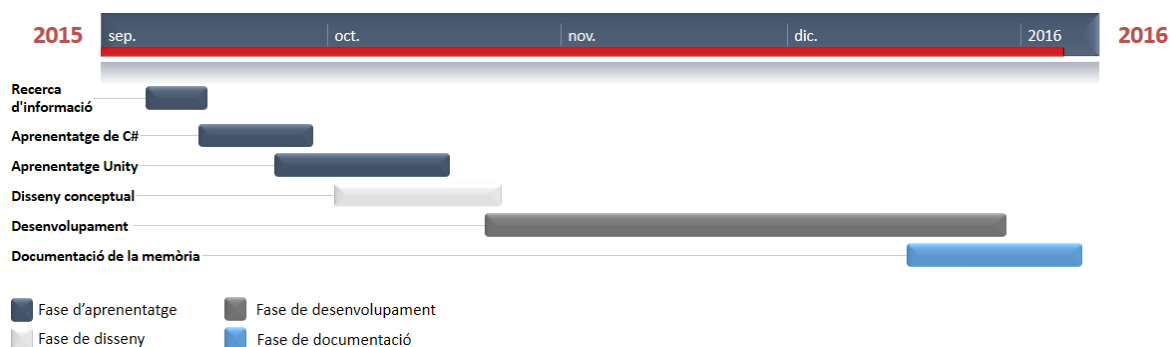 2015 sep. oct. nov. dic. 2016 2016
Recerca
d'informació
Aprenentatge de C#
Aprenentatge Unity
Disseny conceptual
Desenvolupament
Documentació de la memòria
Fase d'aprenentatge Fase de desenvolupament
Fase de disseny Fase de documentació